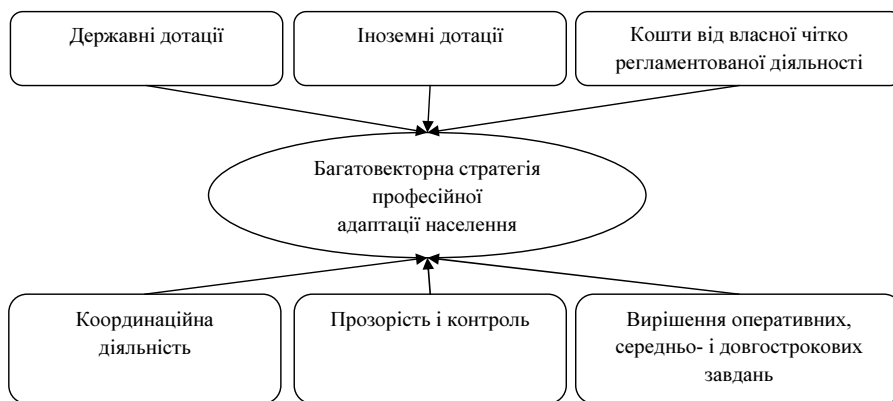 Державні дотації
Іноземні дотації
Кошти від власної чітко
регламентованої діяльності
Багатовекторна стратегія
професійної
адаптації населення
Координаційна
діяльність
Прозорість і контроль
Вирішення оперативних,
середньо- і довгострокових
завдань